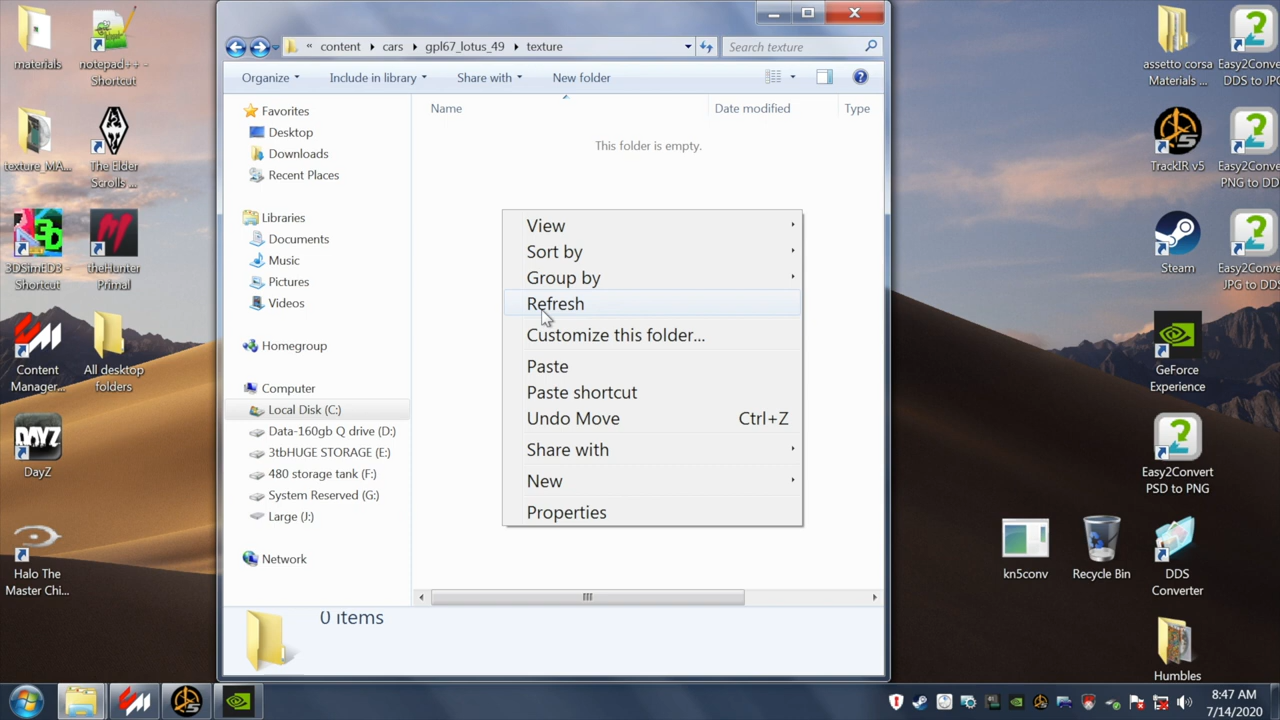 materials
notepad++ -
Shortcut
texture_MA...
The Elder
Scrolls ...
3DSimED3 -
Shortcut
theHunter
Primal
Content
Manager...
All desktop
folders
DayZ
Halo The
Master Chi...
« content cars gpl67_lotus_49 texture
Search texture
Organize
Include in library
Share with
New folder
Favorites
Desktop
Downloads
Recent Places
Libraries
Documents
Music
Pictures
Videos
Homegroup
Computer
Local Disk (C:)
Data-160gb Q drive (D:)
3tbHUGE STORAGE (E:)
480 storage tank (F:)
System Reserved (G:)
Large (J:)
Network
Name
Date modified
Type
This folder is empty.
View
Sort by
Group by
Refresh
Customize this folder...
Paste
Paste shortcut
Undo Move Ctrl+Z
Share with
New
Properties
0 items
assetto corsa
Materials ...
Easy2Conve
DDS to JPG
TrackIR v5
Easy2Conve
PNG to DD
Steam
Easy2Conve
JPG to DDS
GeForce
Experience
Easy2Convert
PSD to PNG
kn5conv
Recycle Bin
DDS
Converter
Humbles
8:47 AM
7/14/2020